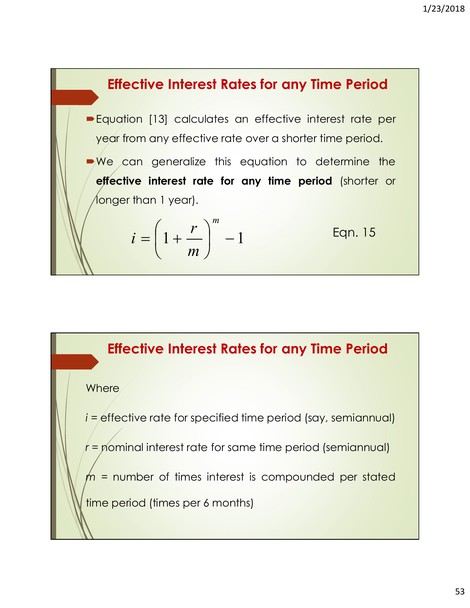 1/23/2018
Effective Interest Rates for any Time Period
Equation [13] calculates an effective interest rate per
year from any effective rate over a shorter time period.
We can generalize this equation to determine the
effective interest rate for any time period (shorter or
longer than 1 year).
i = (1 + r/m)^m − 1 Eqn. 15
Effective Interest Rates for any Time Period
Where
i = effective rate for specified time period (say, semiannual)
r = nominal interest rate for same time period (semiannual)
m = number of times interest is compounded per stated
time period (times per 6 months)
53